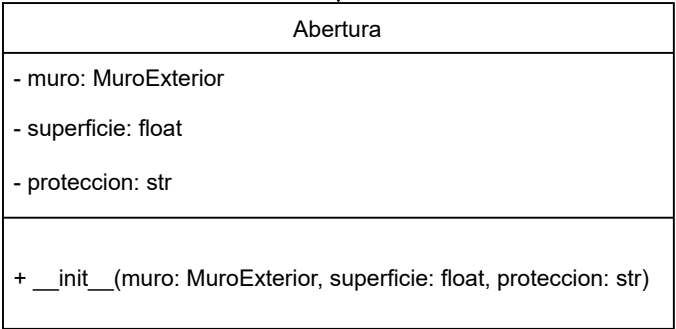 Abertura
- muro: MuroExterior
- superficie: float
- proteccion: str
+ __init__(muro: MuroExterior, superficie: float, proteccion: str)